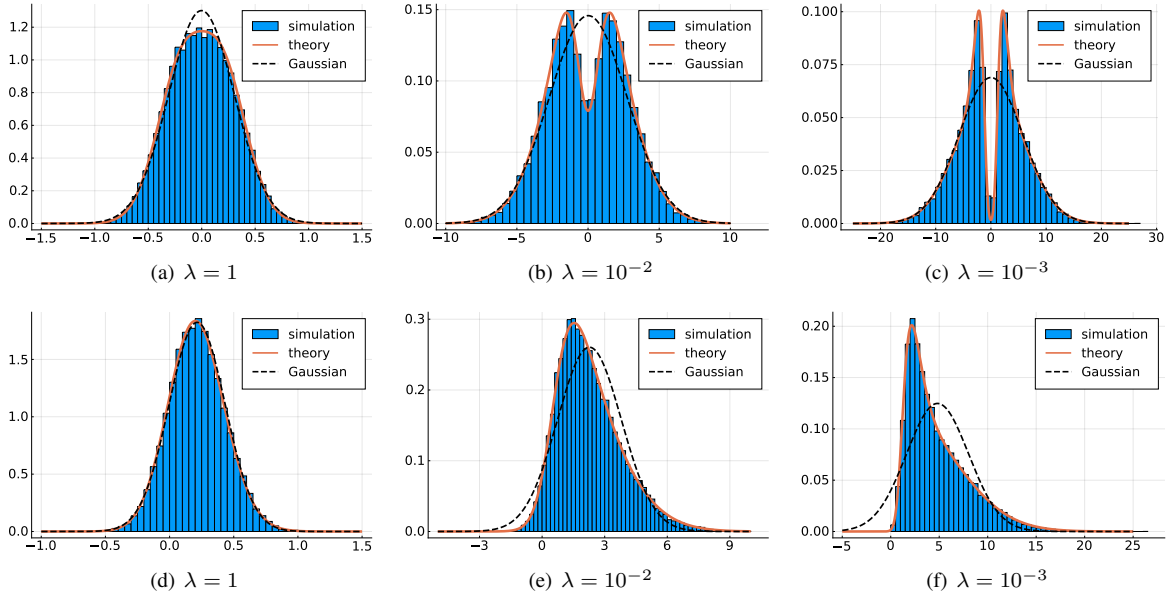 1.2
1.0
0.8
0.6
0.4
0.2
0.0
−1.5 −1.0 −0.5 0.0 0.5 1.0 1.5
simulation
theory
Gaussian
(a) λ = 1
0.15
0.10
0.05
0.00
−10 −5 0 5 10
simulation
theory
Gaussian
(b) λ = 10⁻²
0.100
0.075
0.050
0.025
0.000
−20 −10 0 10 20 30
simulation
theory
Gaussian
(c) λ = 10⁻³
1.5
1.0
0.5
0.0
−1.0 −0.5 0.0 0.5 1.0 1.5
simulation
theory
Gaussian
(d) λ = 1
0.3
0.2
0.1
0.0
−3 0 3 6 9
simulation
theory
Gaussian
(e) λ = 10⁻²
0.20
0.15
0.10
0.05
0.00
−5 0 5 10 15 20 25
simulation
theory
Gaussian
(f) λ = 10⁻³